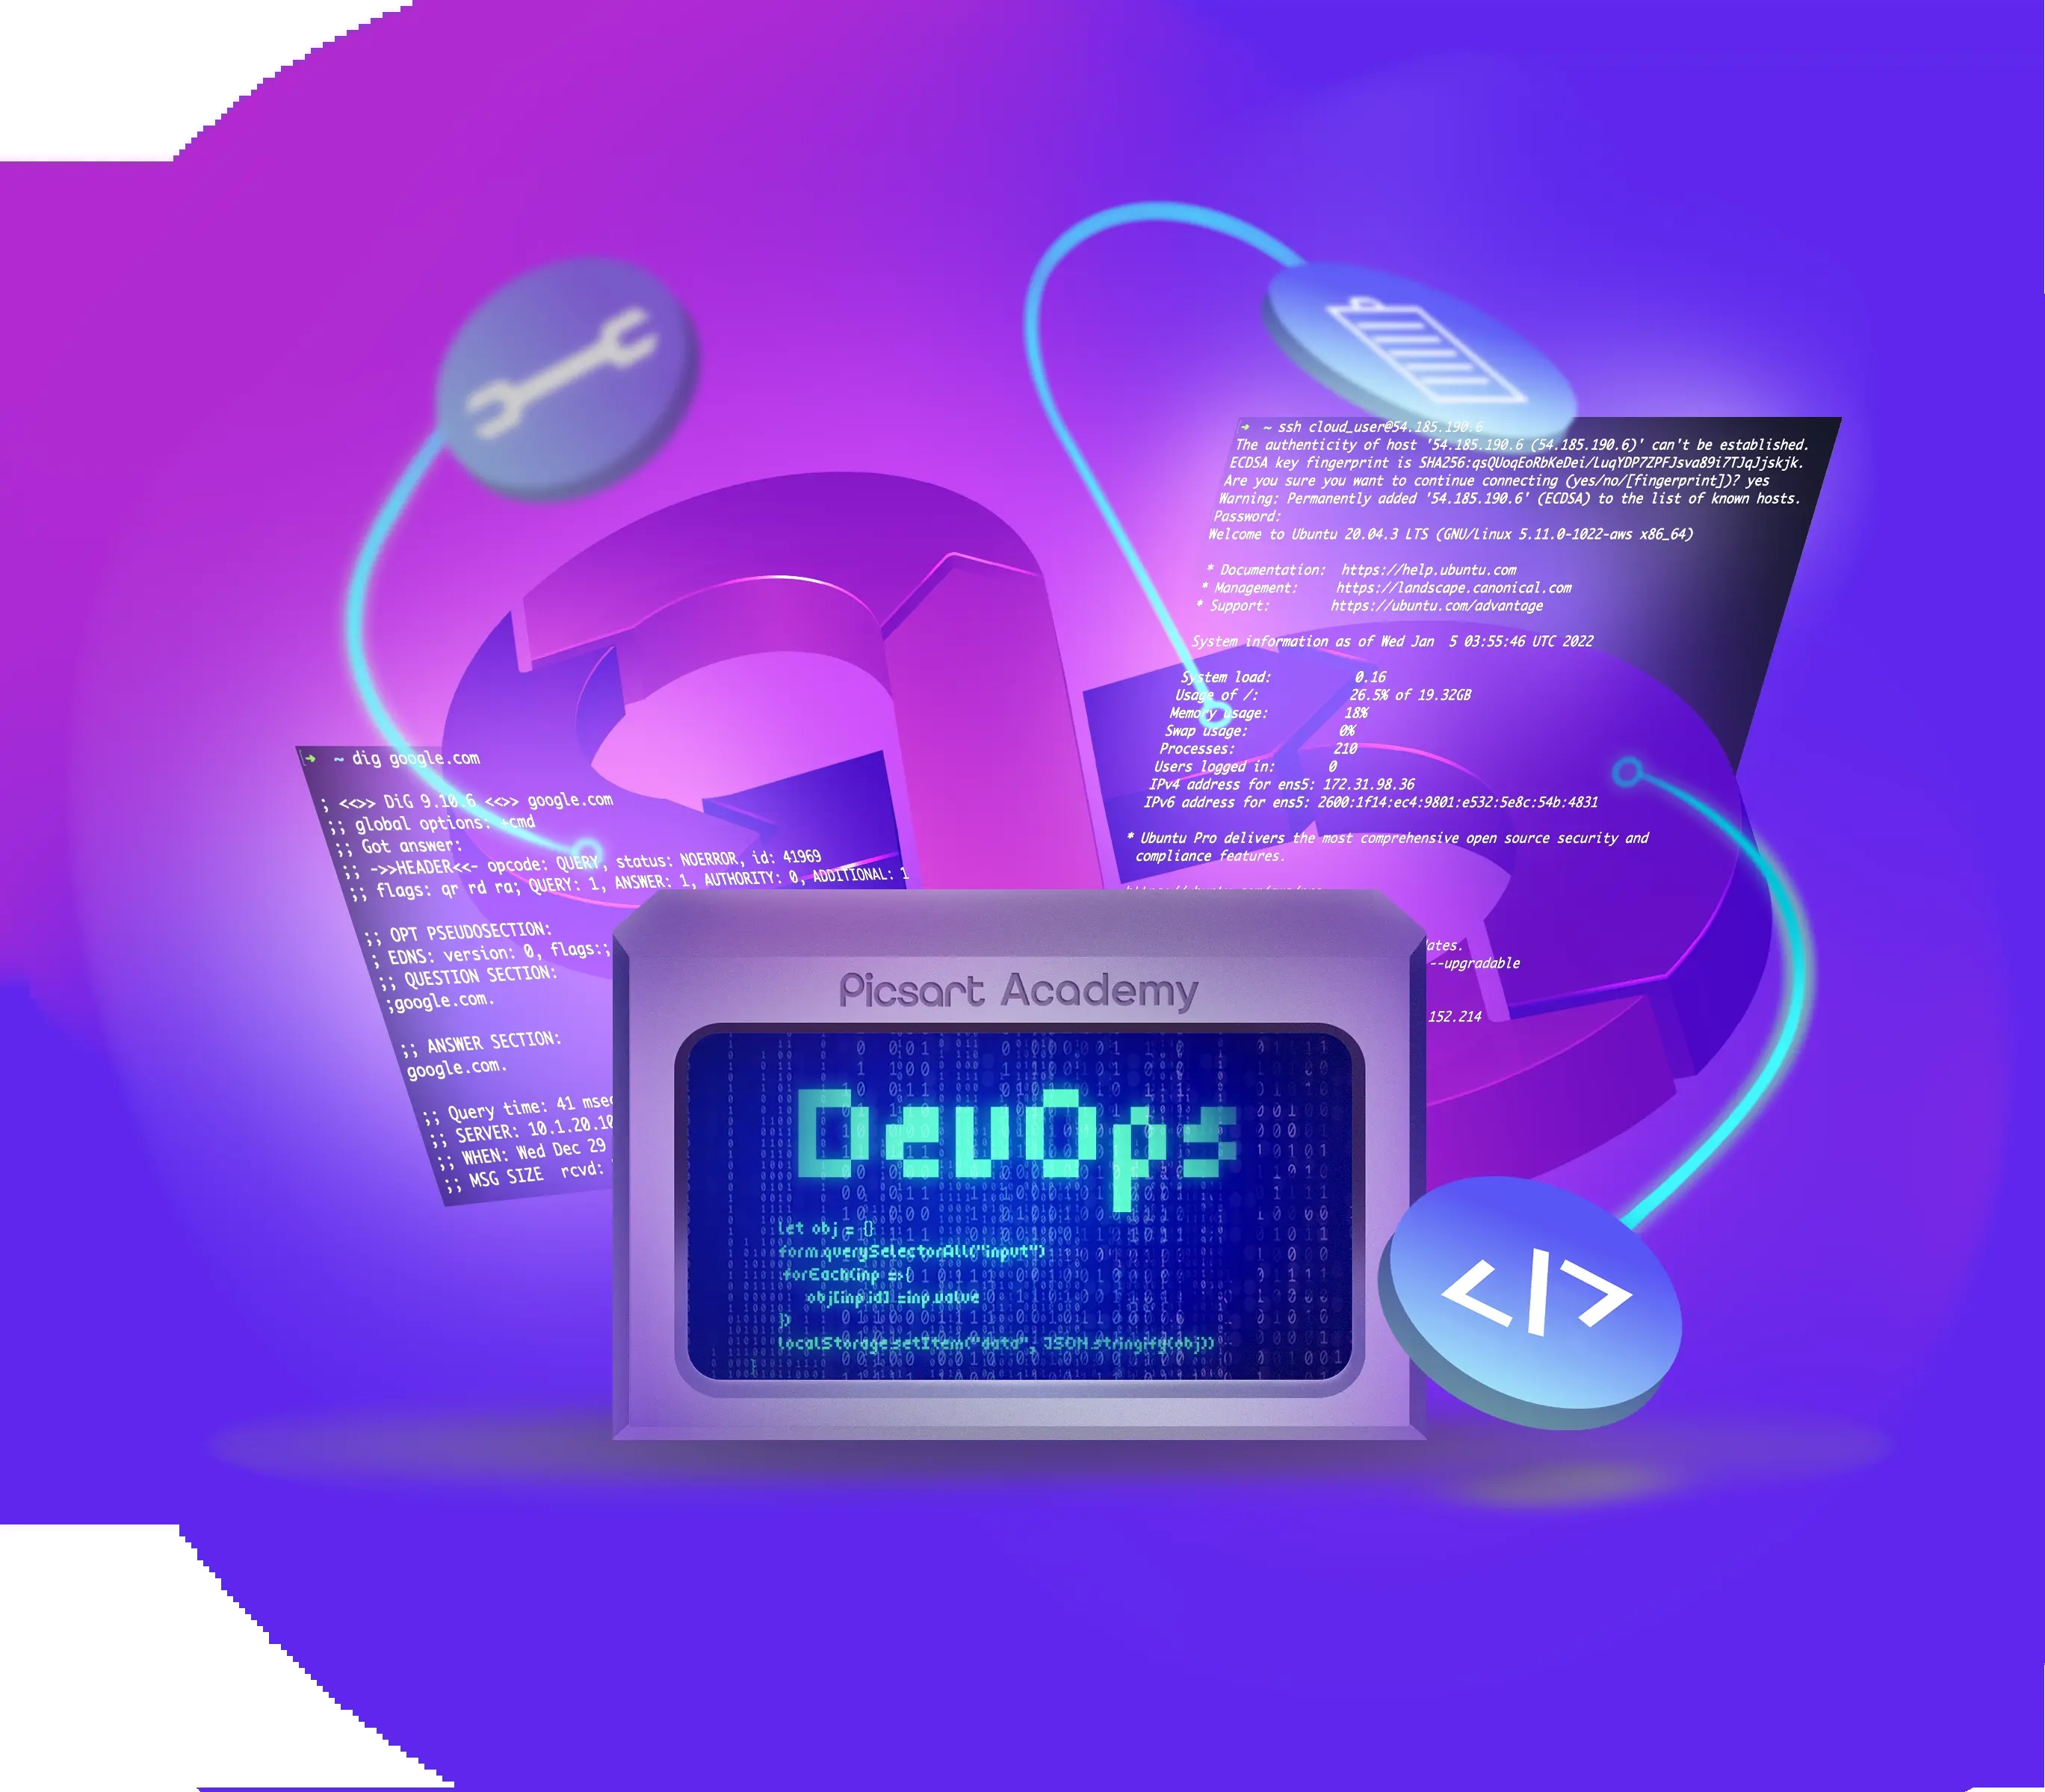 ➜ ~ ssh cloud_user@54.185.190.6
The authenticity of host '54.185.190.6 (54.185.190.6)' can't be established.
ECDSA key fingerprint is SHA256:qsQUoqEoRbKeDei/LuqYDP7ZPFJsva89i7TJqJjskjk.
Are you sure you want to continue connecting (yes/no/[fingerprint])? yes
Warning: Permanently added '54.185.190.6' (ECDSA) to the list of known hosts.
Password:
Welcome to Ubuntu 20.04.3 LTS (GNU/Linux 5.11.0-1022-aws x86_64)
* Documentation: https://help.ubuntu.com
* Management: https://landscape.canonical.com
* Support: https://ubuntu.com/advantage
System information as of Wed Jan 5 03:55:46 UTC 2022
System load: 0.16
Usage of /: 26.5% of 19.32GB
Memory usage: 18%
Swap usage: 0%
Processes: 210
Users logged in: 0
IPv4 address for ens5: 172.31.98.36
IPv6 address for ens5: 2600:1f14:ec4:9801:e532:5e8c:54b:4831
* Ubuntu Pro delivers the most comprehensive open source security and
compliance features.
--upgradable
152.214
➜ ~ dig google.com
; <<>> DiG 9.10.6 <<>> google.com
;; global options: +cmd
;; Got answer:
;; ->>HEADER<<- opcode: QUERY, status: NOERROR, id: 41969
;; flags: qr rd ra; QUERY: 1, ANSWER: 1, AUTHORITY: 0, ADDITIONAL: 1
;; OPT PSEUDOSECTION:
; EDNS: version: 0, flags:;
;; QUESTION SECTION:
;google.com.
;; ANSWER SECTION:
google.com.
;; Query time: 41 msec
;; SERVER: 10.1.20.10
;; WHEN: Wed Dec 29
;; MSG SIZE rcvd:
Picsart Academy
DevOps
let obj = {}
form.querySelectorAll("input")
forEach(inp =>{
obj[inp.id] =inp.value
})
localStorage.setItem("data", JSON.stringify(obj))
}